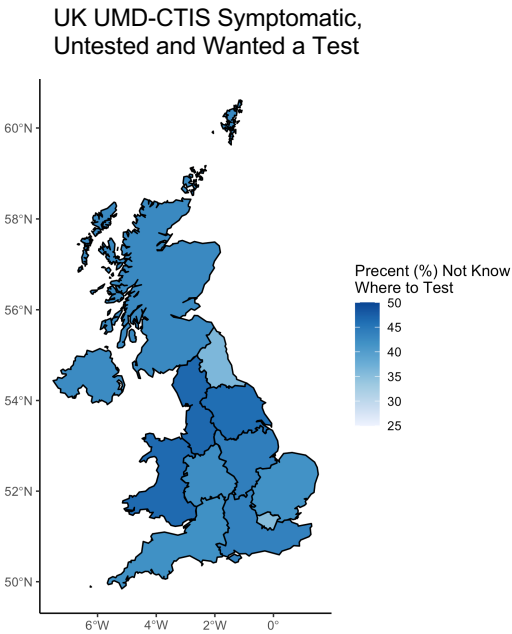 UK UMD-CTIS Symptomatic,
Untested and Wanted a Test
60°N
58°N
56°N
54°N
52°N
50°N
6°W
4°W
2°W
0°
Precent (%) Not Know
Where to Test
50
45
40
35
30
25